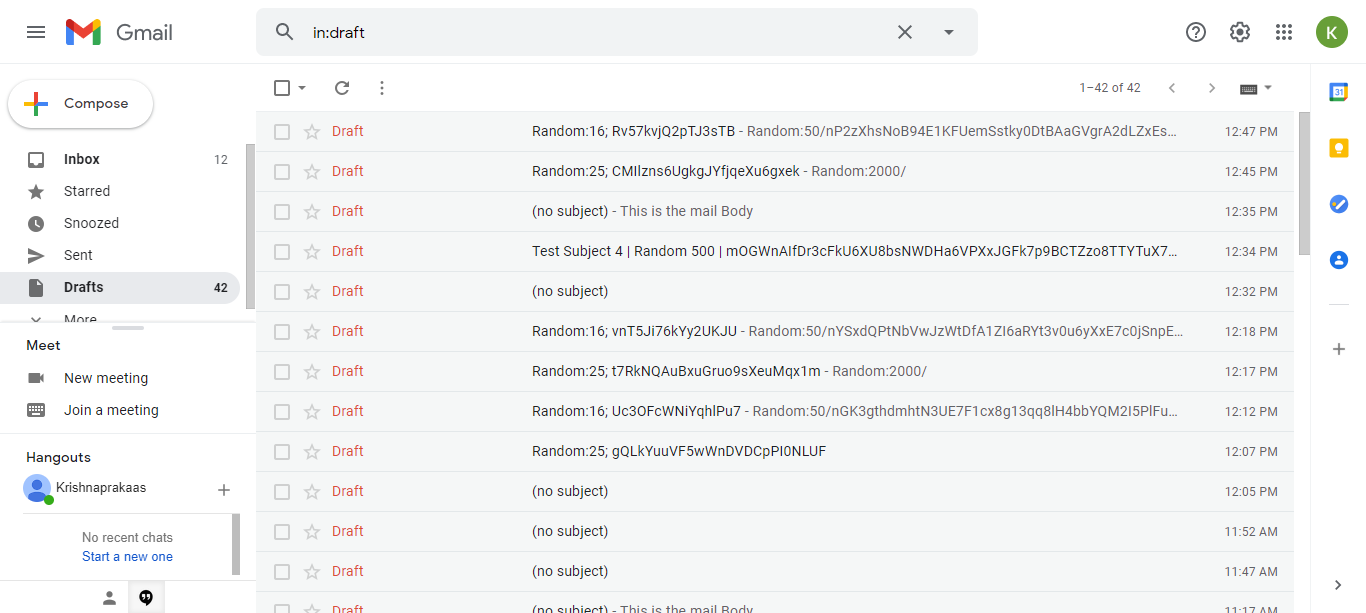 Gmail
in:draft
K
Compose
1–42 of 42
31
Inbox 12
Starred
Snoozed
Sent
Drafts 42
More
Meet
New meeting
Join a meeting
Hangouts
Krishnaprakaas
No recent chats
Start a new one
Draft Random:16; Rv57kvjQ2pTJ3sTB - Random:50/nP2zXhsNoB94E1KFUemSstky0DtBAaGVgrA2dLZxEs… 12:47 PM
Draft Random:25; CMIlzns6UgkgJYfjqeXu6gxek - Random:2000/ 12:45 PM
Draft (no subject) - This is the mail Body 12:35 PM
Draft Test Subject 4 | Random 500 | mOGWnAIfDr3cFkU6XU8bsNWDHa6VPXxJGFk7p9BCTZzo8TTYTuX7… 12:34 PM
Draft (no subject) 12:32 PM
Draft Random:16; vnT5Ji76kYy2UKJU - Random:50/nYSxdQPtNbVwJzWtDfA1ZI6aRYt3v0u6yXxE7c0jSnpE… 12:18 PM
Draft Random:25; t7RkNQAuBxuGruo9sXeuMqx1m - Random:2000/ 12:17 PM
Draft Random:16; Uc3OFcWNiYqhlPu7 - Random:50/nGK3gthdmhtN3UE7F1cx8g13qq8lH4bbYQM2I5PlFu… 12:12 PM
Draft Random:25; gQLkYuuVF5wWnDVDCpPI0NLUF 12:07 PM
Draft (no subject) 12:05 PM
Draft (no subject) 11:52 AM
Draft (no subject) 11:47 AM
Draft (no subject) - This is the mail Body 11:17 AM